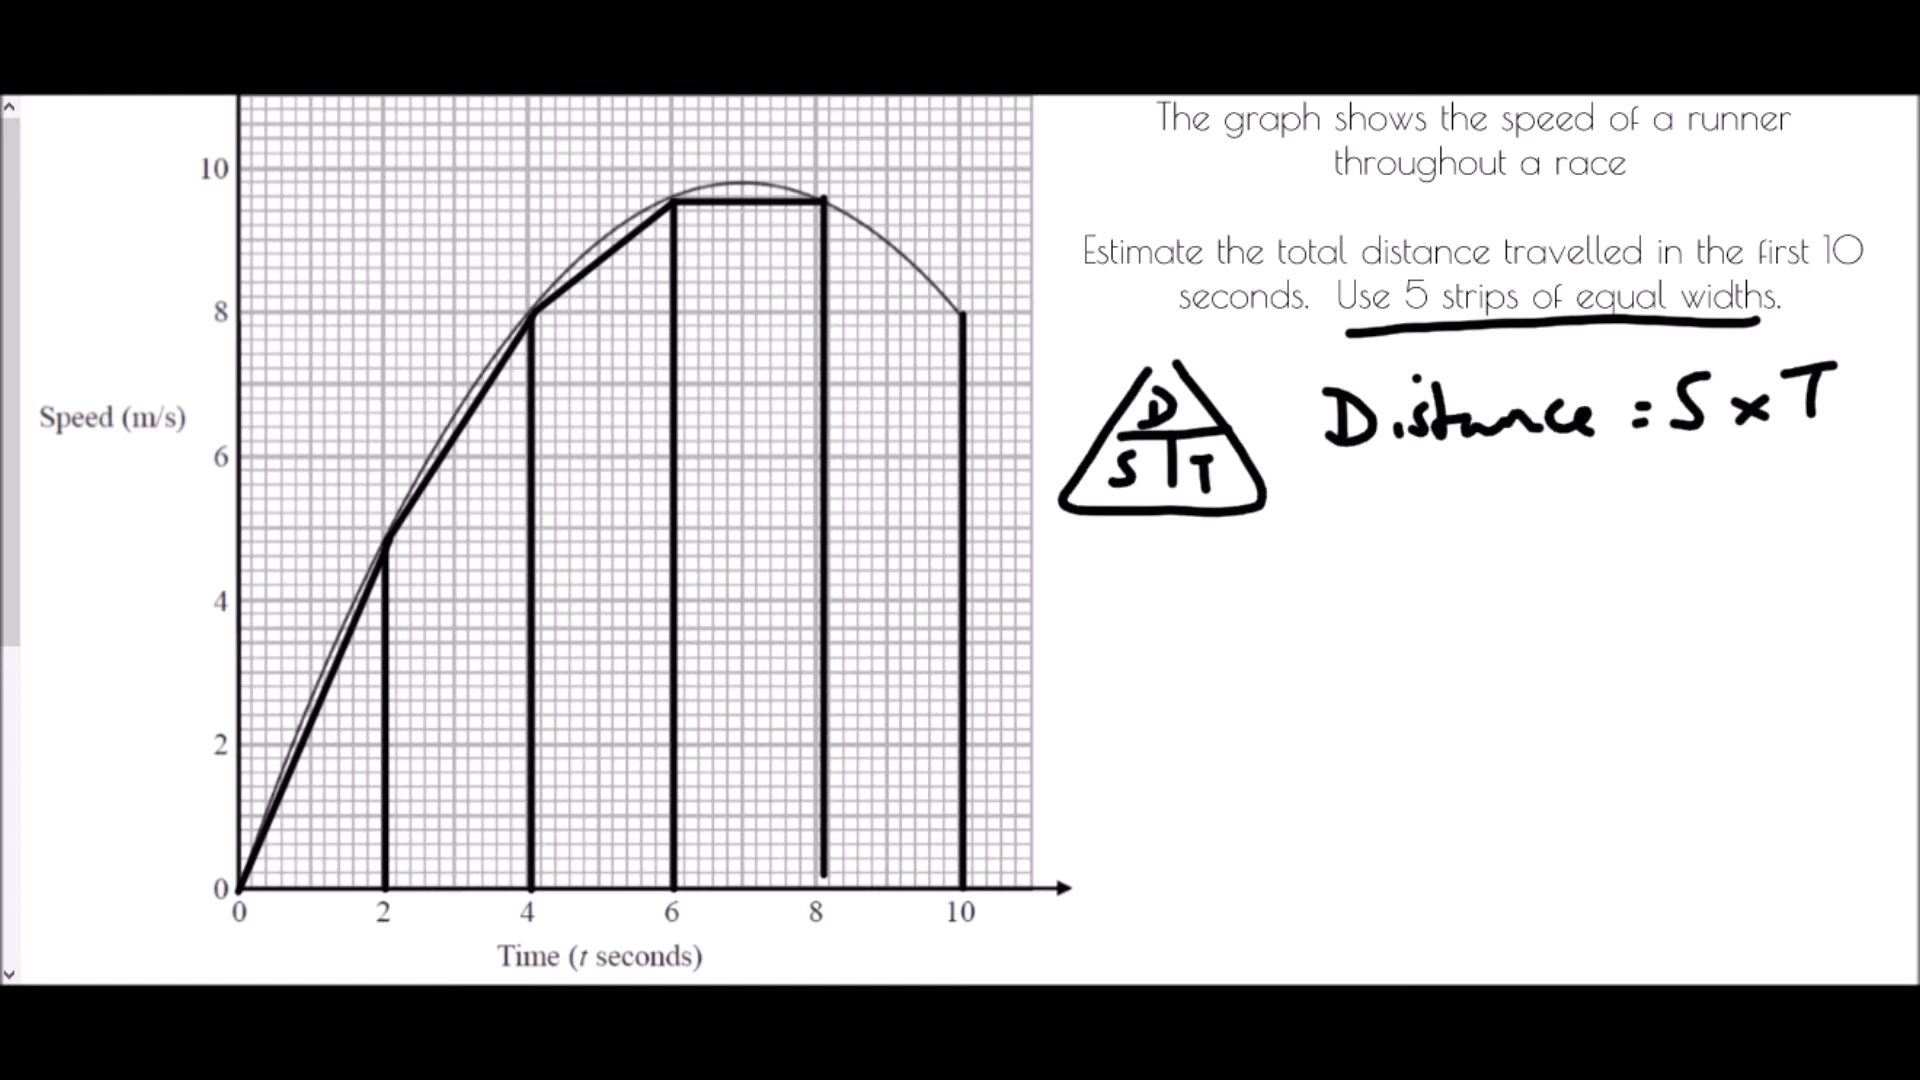 The graph shows the speed of a runner
throughout a race
Estimate the total distance travelled in the first 10
seconds. Use 5 strips of equal widths.
D
S T
Distance = S × T
10
8
Speed (m/s)
6
4
2
0
0 2 4 6 8 10
Time (t seconds)